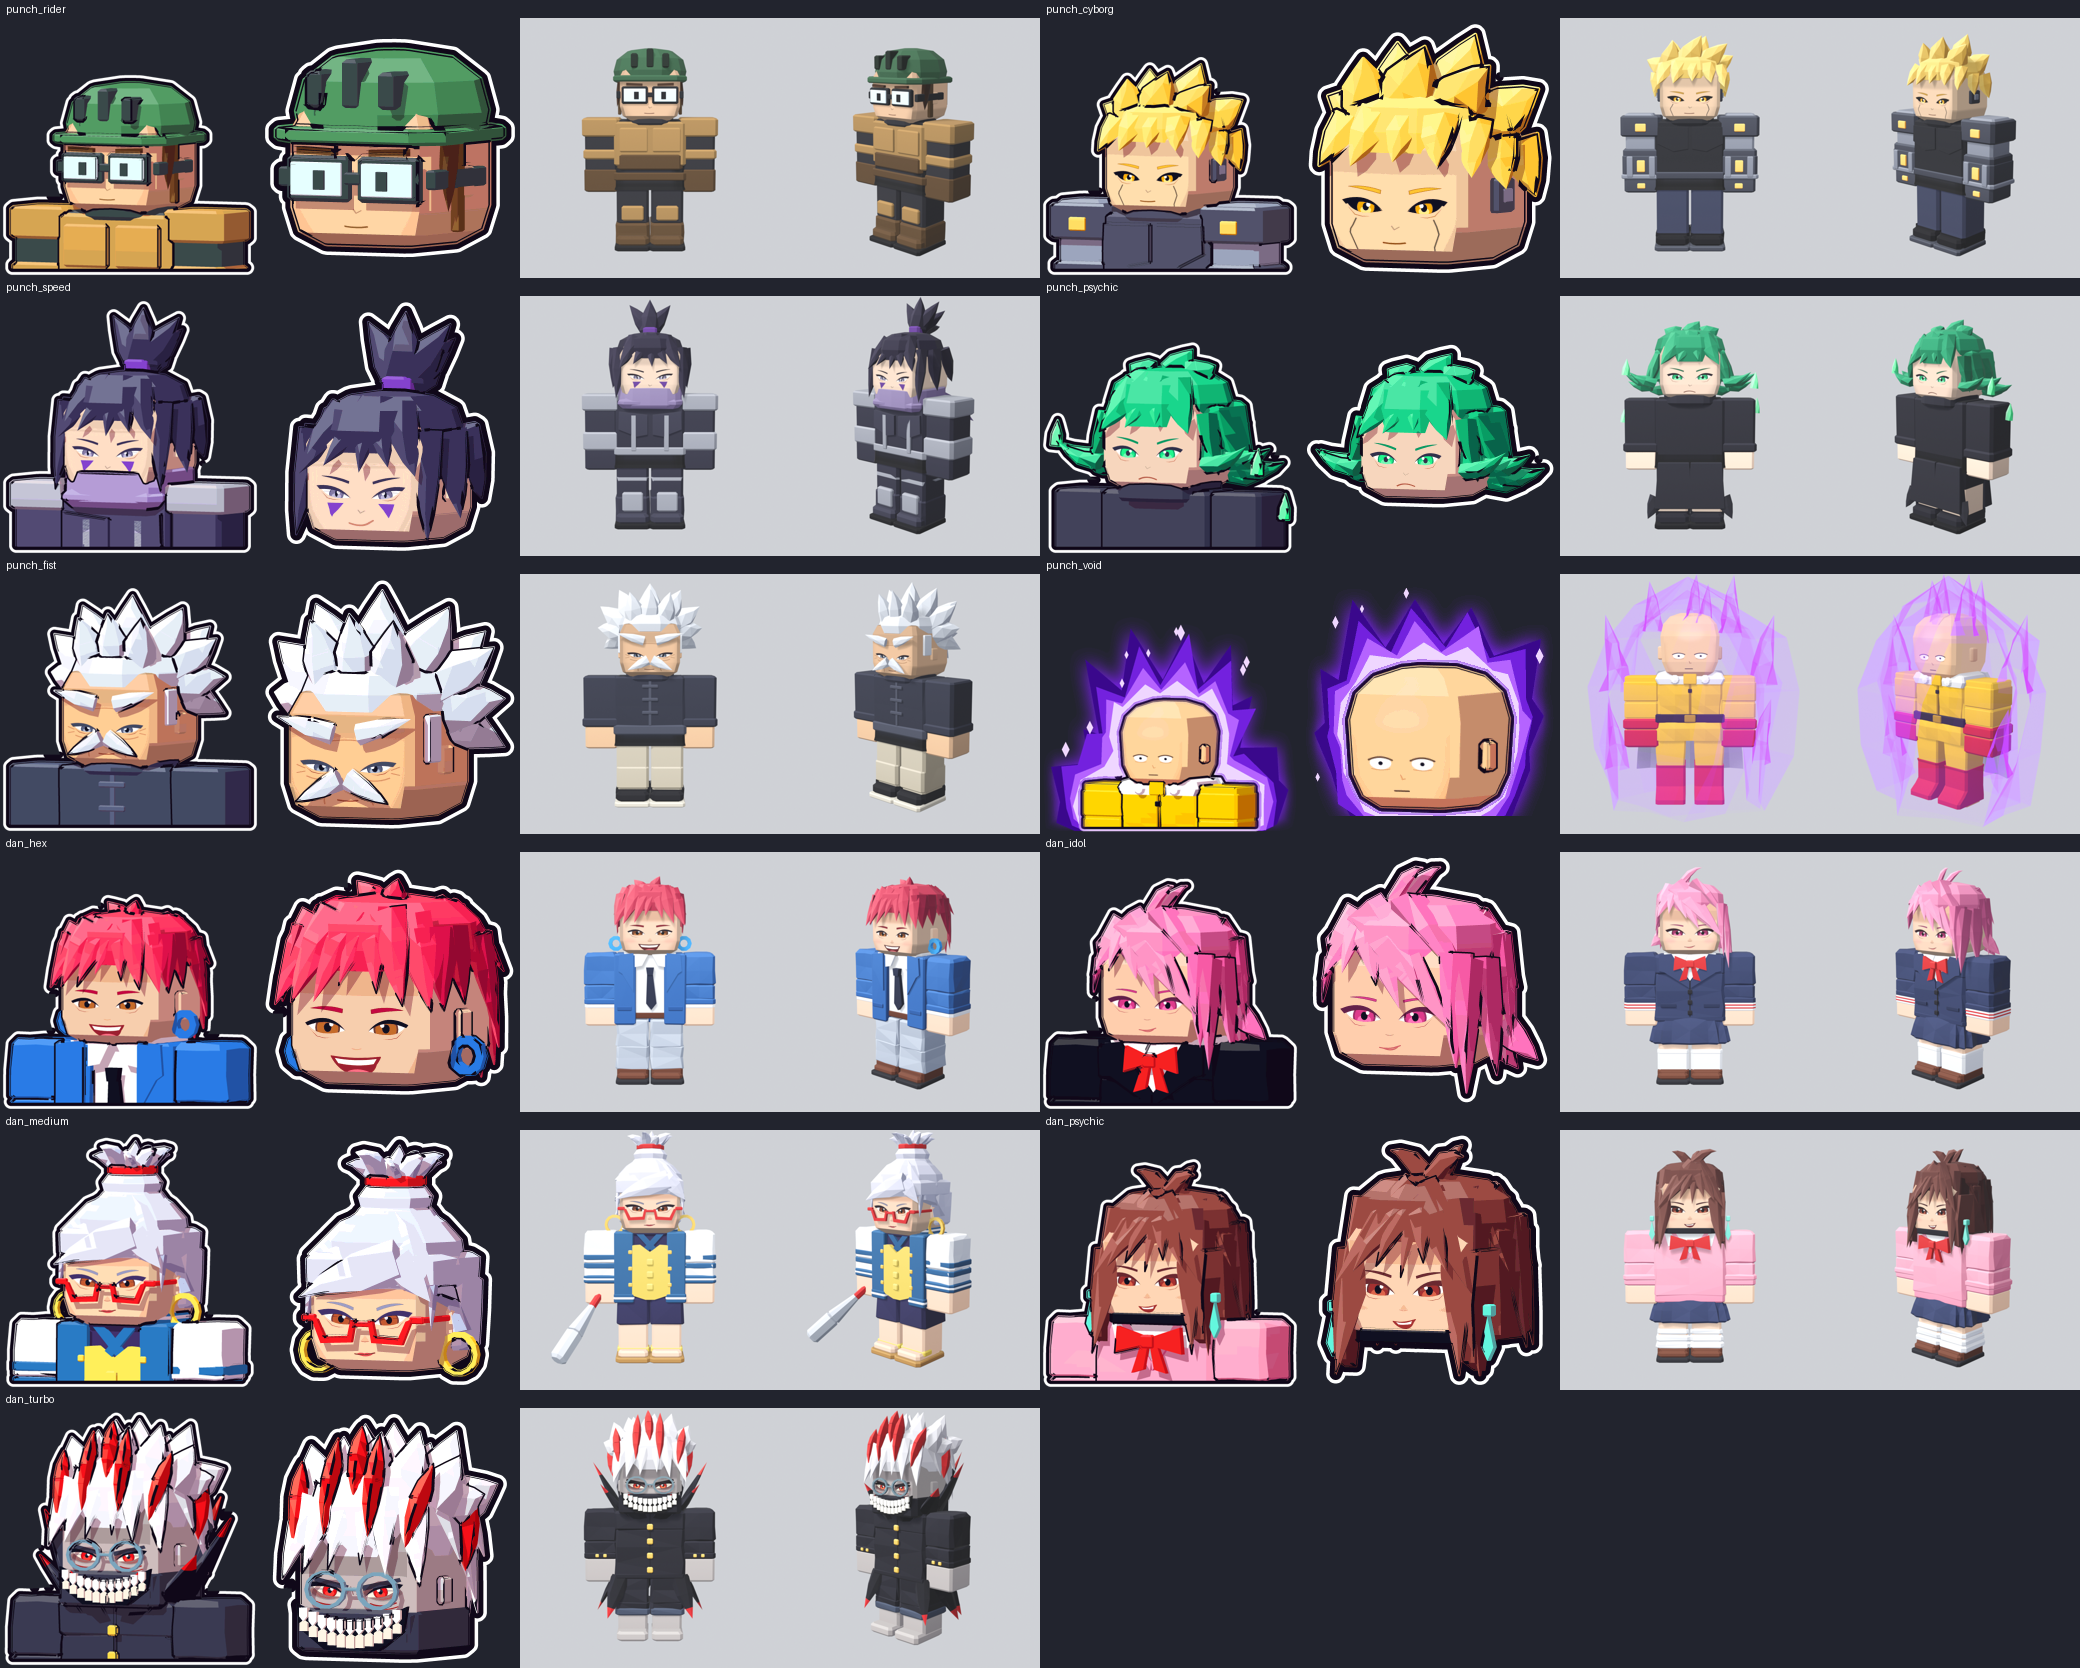 punch_rider
punch_cyborg
punch_speed
punch_psychic
punch_fist
punch_void
dan_hex
dan_idol
dan_medium
dan_psychic
dan_turbo